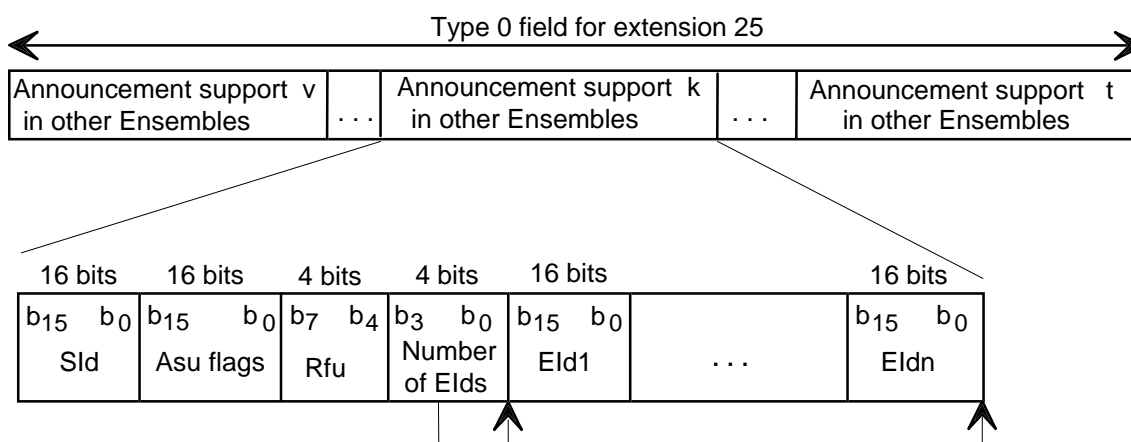 Type 0 field for extension 25
Announcement support v
in other Ensembles
. . .
Announcement support k
in other Ensembles
. . .
Announcement support t
in other Ensembles
16 bits 16 bits 4 bits 4 bits 16 bits 16 bits
b15 b0 b15 b0 b7 b4 b3 b0 b15 b0 b15 b0
SId Asu flags Rfu Number of EIds EId1 . . . EIdn